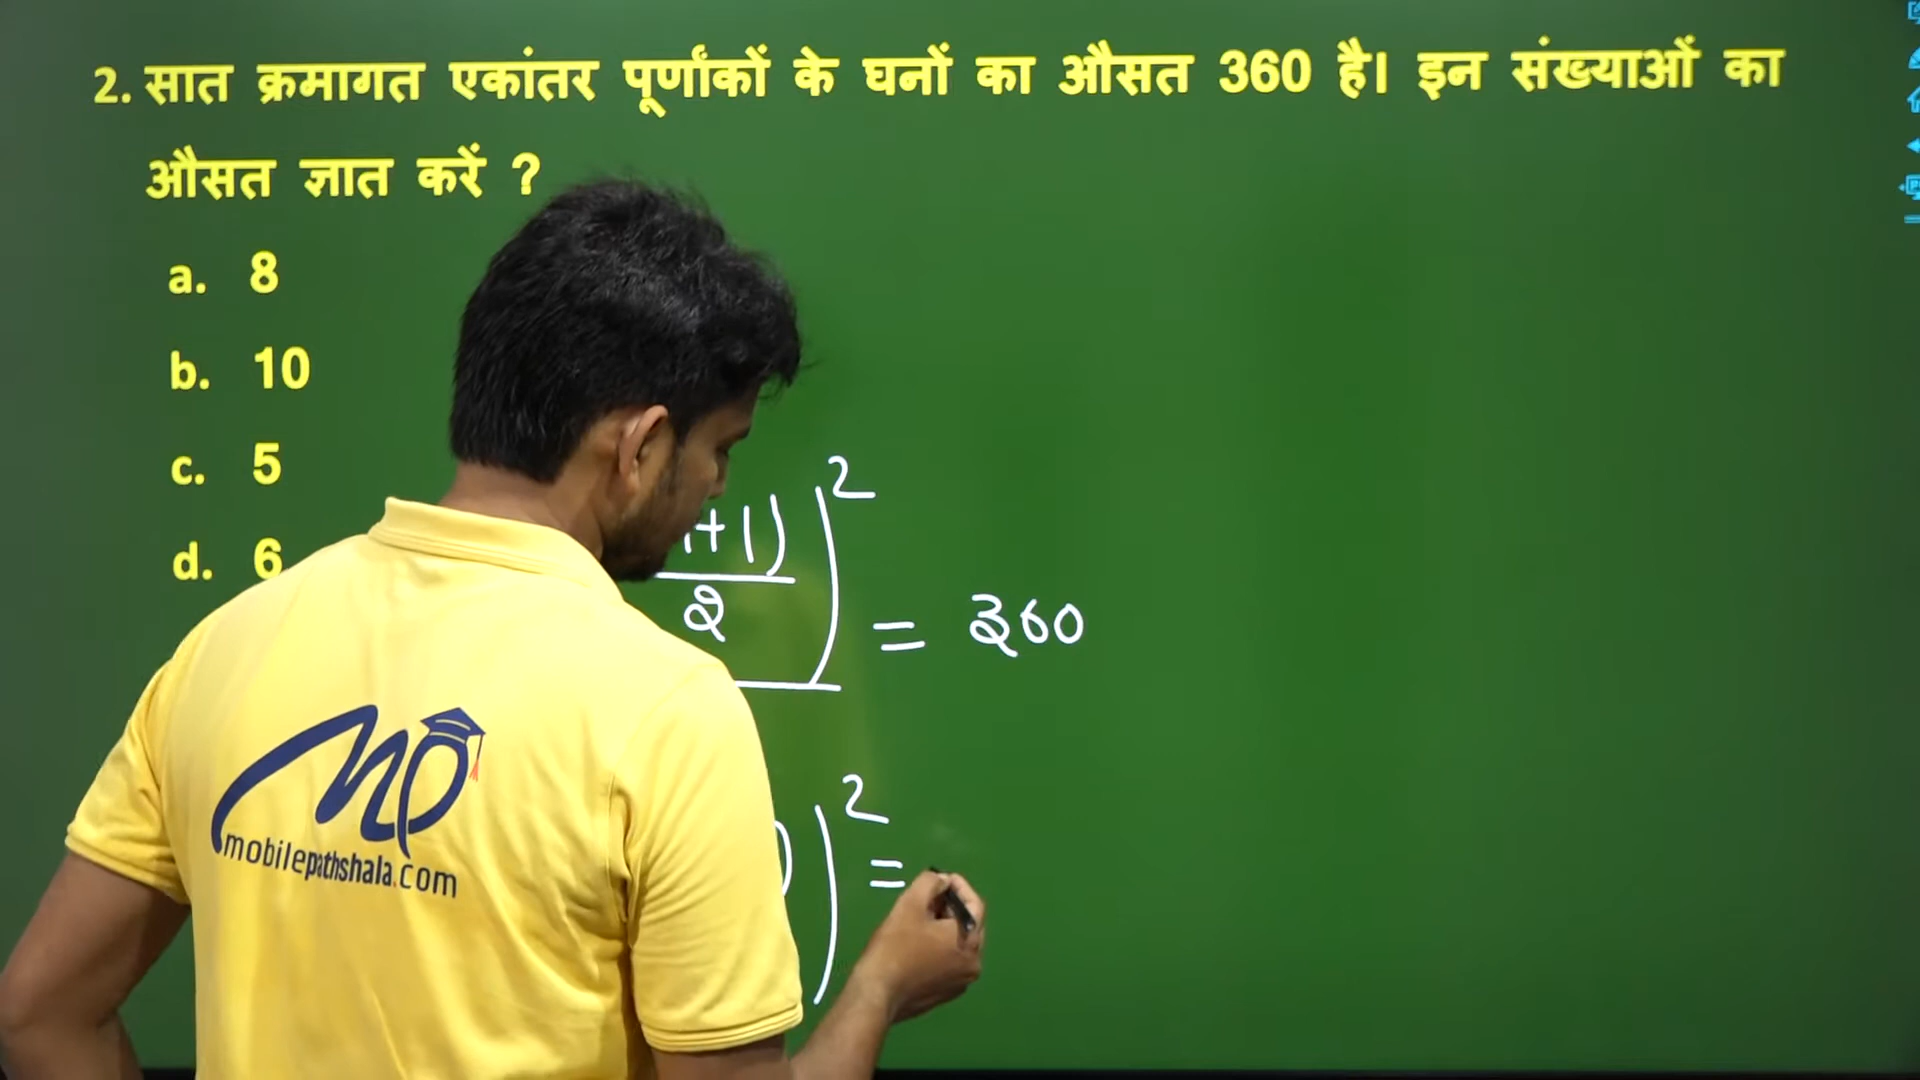 2. सात क्रमागत एकांतर पूर्णांकों के घनों का औसत 360 है। इन संख्याओं का
औसत ज्ञात करें ?
a. 8
b. 10
c. 5
d. 6
+1)
2
2
= 360
2
=
mobilepathshala.com